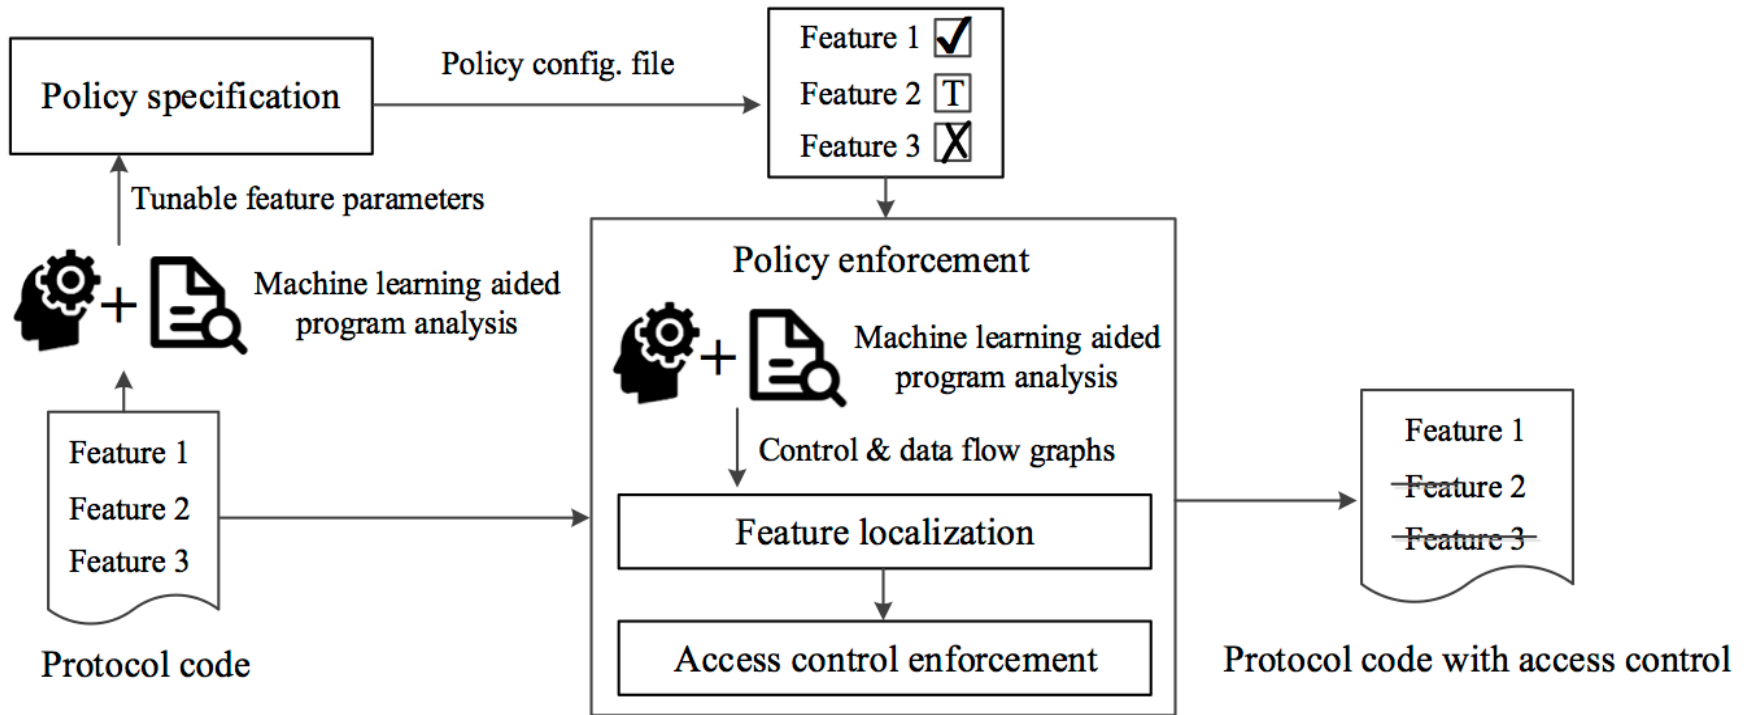 Policy specification
Policy config. file
Feature 1
Feature 2 T
Feature 3
Tunable feature parameters
Machine learning aided
program analysis
Feature 1
Feature 2
Feature 3
Protocol code
Policy enforcement
Machine learning aided
program analysis
Control & data flow graphs
Feature localization
Access control enforcement
Feature 1
Feature 2
Feature 3
Protocol code with access control